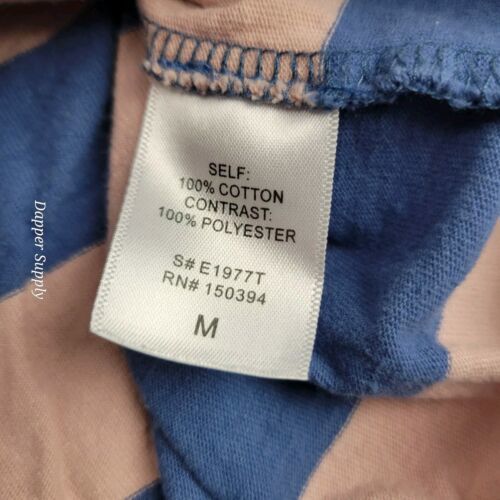 SELF:
100% COTTON
CONTRAST:
100% POLYESTER
S# E1977T
RN# 150394
M
Dapper Supply